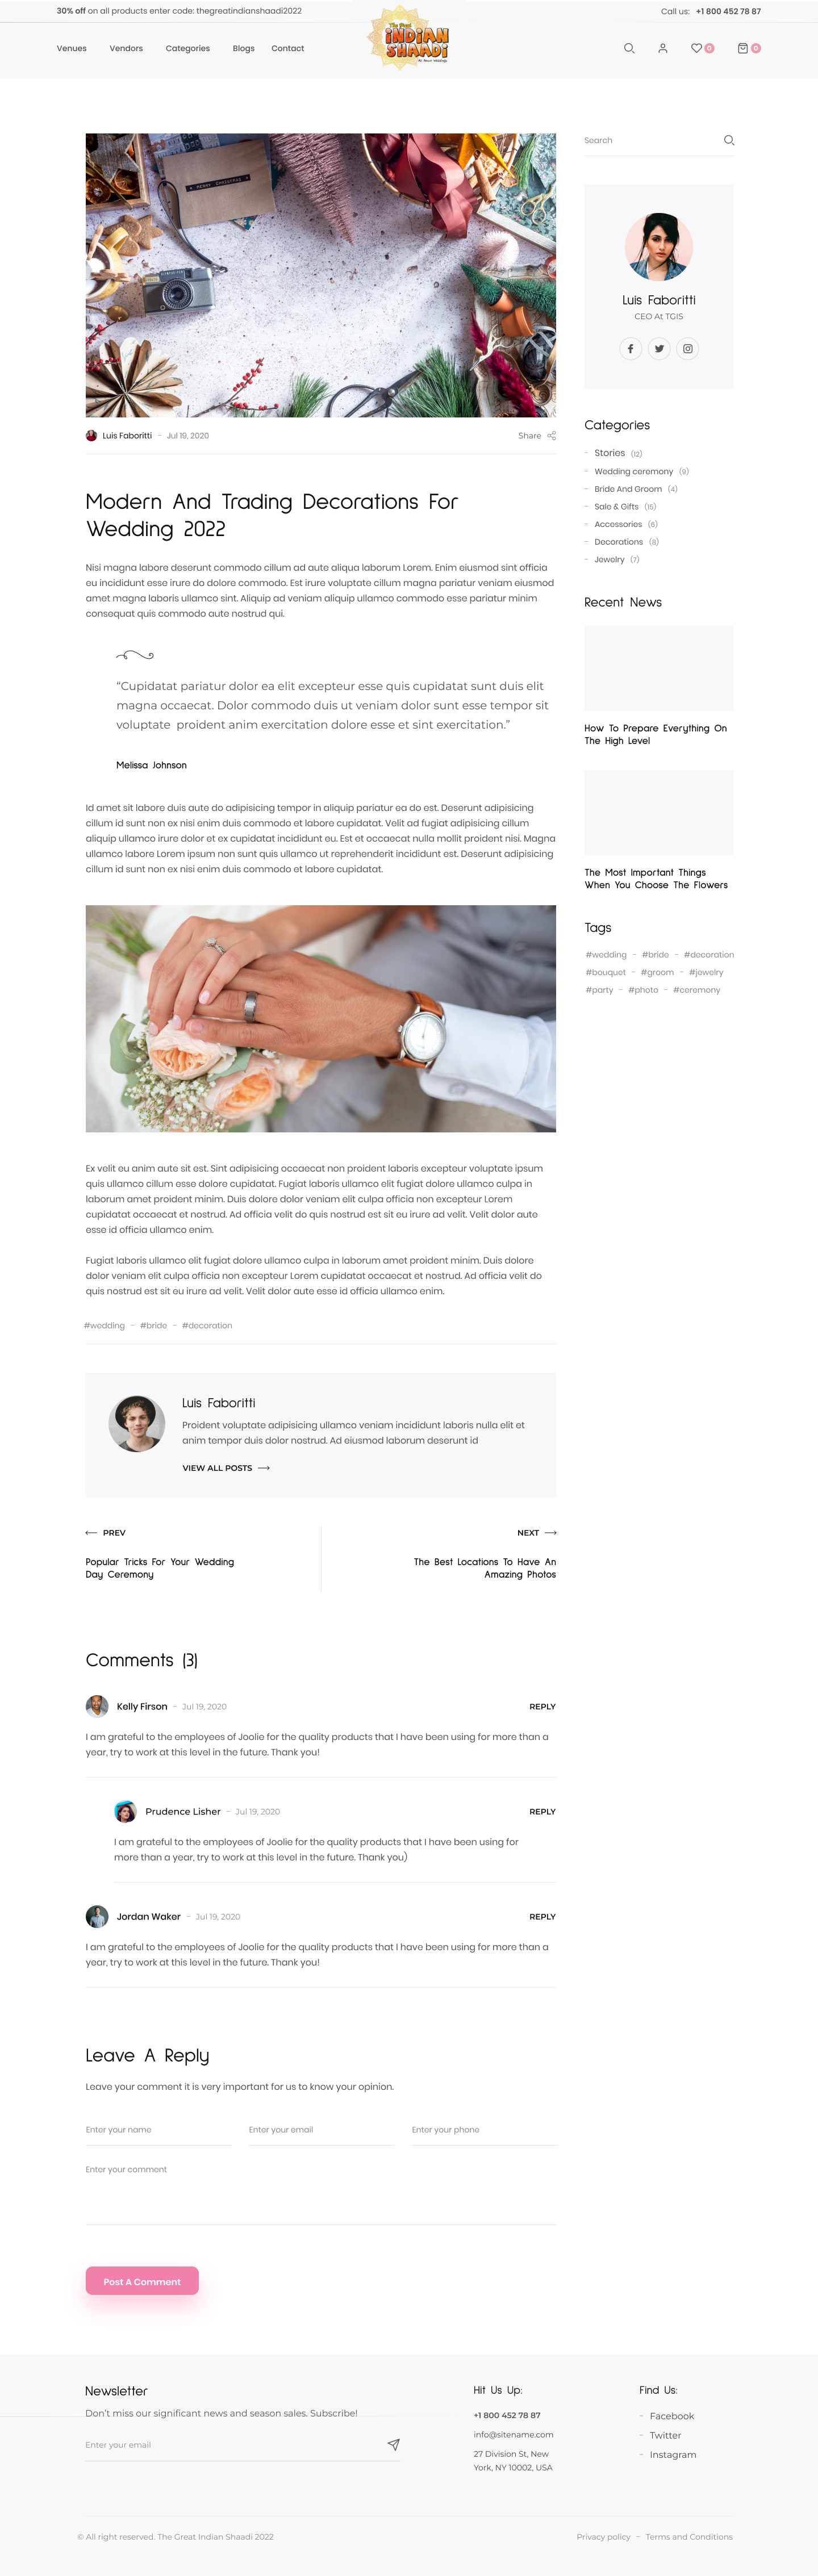 30% off on all products enter code: thegreatindianshaadi2022
Call us: +1 800 452 78 87
Venues Vendors Categories Blogs Contact
The Great
INDIAN
SHAADI
0 0
MERRY CHRISTMAS
Luis Faboritti - Jul 19, 2020
Share
Modern And Trading Decorations For
Wedding 2022
Nisi magna labore deserunt commodo cillum ad aute aliqua laborum Lorem. Enim eiusmod sint officia
eu incididunt esse irure do dolore commodo. Est irure voluptate cillum magna pariatur veniam eiusmod
amet magna laboris ullamco sint. Aliquip ad veniam aliquip ullamco commodo esse pariatur minim
consequat quis commodo aute nostrud qui.
"Cupidatat pariatur dolor ea elit excepteur esse quis cupidatat sunt duis elit
magna occaecat. Dolor commodo duis ut veniam dolor sunt esse tempor sit
voluptate proident anim exercitation dolore esse et sint exercitation."
Melissa Johnson
Id amet sit labore duis aute do adipisicing tempor in aliquip pariatur ea do est. Deserunt adipisicing
cillum id sunt non ex nisi enim duis commodo et labore cupidatat. Velit ad fugiat adipisicing cillum
aliquip ullamco irure dolor et ex cupidatat incididunt eu. Est et occaecat nulla mollit proident nisi. Magna
ullamco labore Lorem ipsum non sunt quis ullamco ut reprehenderit incididunt est. Deserunt adipisicing
cillum id sunt non ex nisi enim duis commodo et labore cupidatat.
Ex velit eu anim aute sit est. Sint adipisicing occaecat non proident laboris excepteur voluptate ipsum
quis ullamco cillum esse dolore cupidatat. Fugiat laboris ullamco elit fugiat dolore ullamco culpa in
laborum amet proident minim. Duis dolore dolor veniam elit culpa officia non excepteur Lorem
cupidatat occaecat et nostrud. Ad officia velit do quis nostrud est sit eu irure ad velit. Velit dolor aute
esse id officia ullamco enim.
Fugiat laboris ullamco elit fugiat dolore ullamco culpa in laborum amet proident minim. Duis dolore
dolor veniam elit culpa officia non excepteur Lorem cupidatat occaecat et nostrud. Ad officia velit do
quis nostrud est sit eu irure ad velit. Velit dolor aute esse id officia ullamco enim.
#wedding - #bride - #decoration
Luis Faboritti
Proident voluptate adipisicing ullamco veniam incididunt laboris nulla elit et
anim tempor duis dolor nostrud. Ad eiusmod laborum deserunt id
VIEW ALL POSTS
PREV
Popular Tricks For Your Wedding
Day Ceremony
NEXT
The Best Locations To Have An
Amazing Photos
Comments (3)
Kelly Firson - Jul 19, 2020
REPLY
I am grateful to the employees of Joolie for the quality products that I have been using for more than a
year, try to work at this level in the future. Thank you!
Prudence Lisher - Jul 19, 2020
REPLY
I am grateful to the employees of Joolie for the quality products that I have been using for
more than a year, try to work at this level in the future. Thank you)
Jordan Waker - Jul 19, 2020
REPLY
I am grateful to the employees of Joolie for the quality products that I have been using for more than a
year, try to work at this level in the future. Thank you!
Leave A Reply
Leave your comment it is very important for us to know your opinion.
Enter your name
Enter your email
Enter your phone
Enter your comment
Post A Comment
Search
Luis Faboritti
CEO At TGIS
Categories
- Stories (12)
- Wedding ceremony (9)
- Bride And Groom (4)
- Sale & Gifts (15)
- Accessories (6)
- Decorations (8)
- Jewelry (7)
Recent News
How To Prepare Everything On
The High Level
The Most Important Things
When You Choose The Flowers
Tags
#wedding - #bride - #decoration
#bouquet - #groom - #jewelry
#party - #photo - #ceremony
Newsletter
Don't miss our significant news and season sales. Subscribe!
Enter your email
Hit Us Up:
+1 800 452 78 87
info@sitename.com
27 Division St, New
York, NY 10002, USA
Find Us:
- Facebook
- Twitter
- Instagram
© All right reserved. The Great Indian Shaadi 2022
Privacy policy - Terms and Conditions